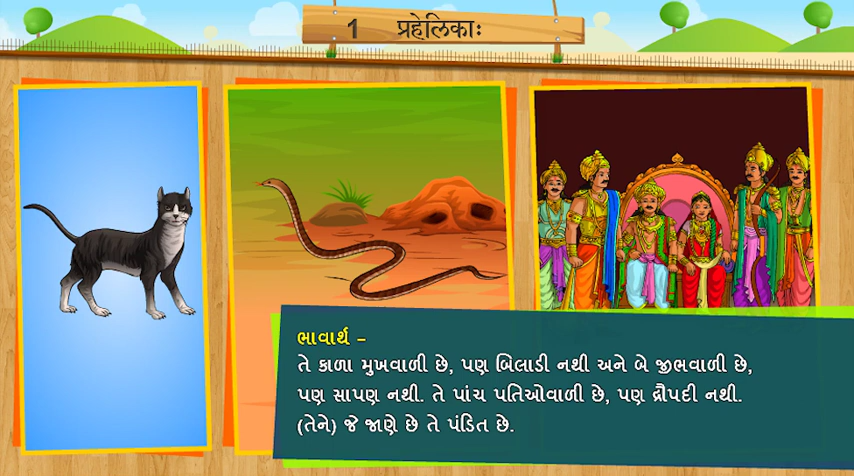 1 प्रहेलिकाः
ભાવાર્થ –
તે કાળા મુખવાળી છે, પણ બિલાડી નથી અને બે જીભવાળી છે,
પણ સાપણ નથી. તે પાંચ પતિઓવાળી છે, પણ દ્રૌપદી નથી.
(તેને) જે જાણે છે તે પંડિત છે.